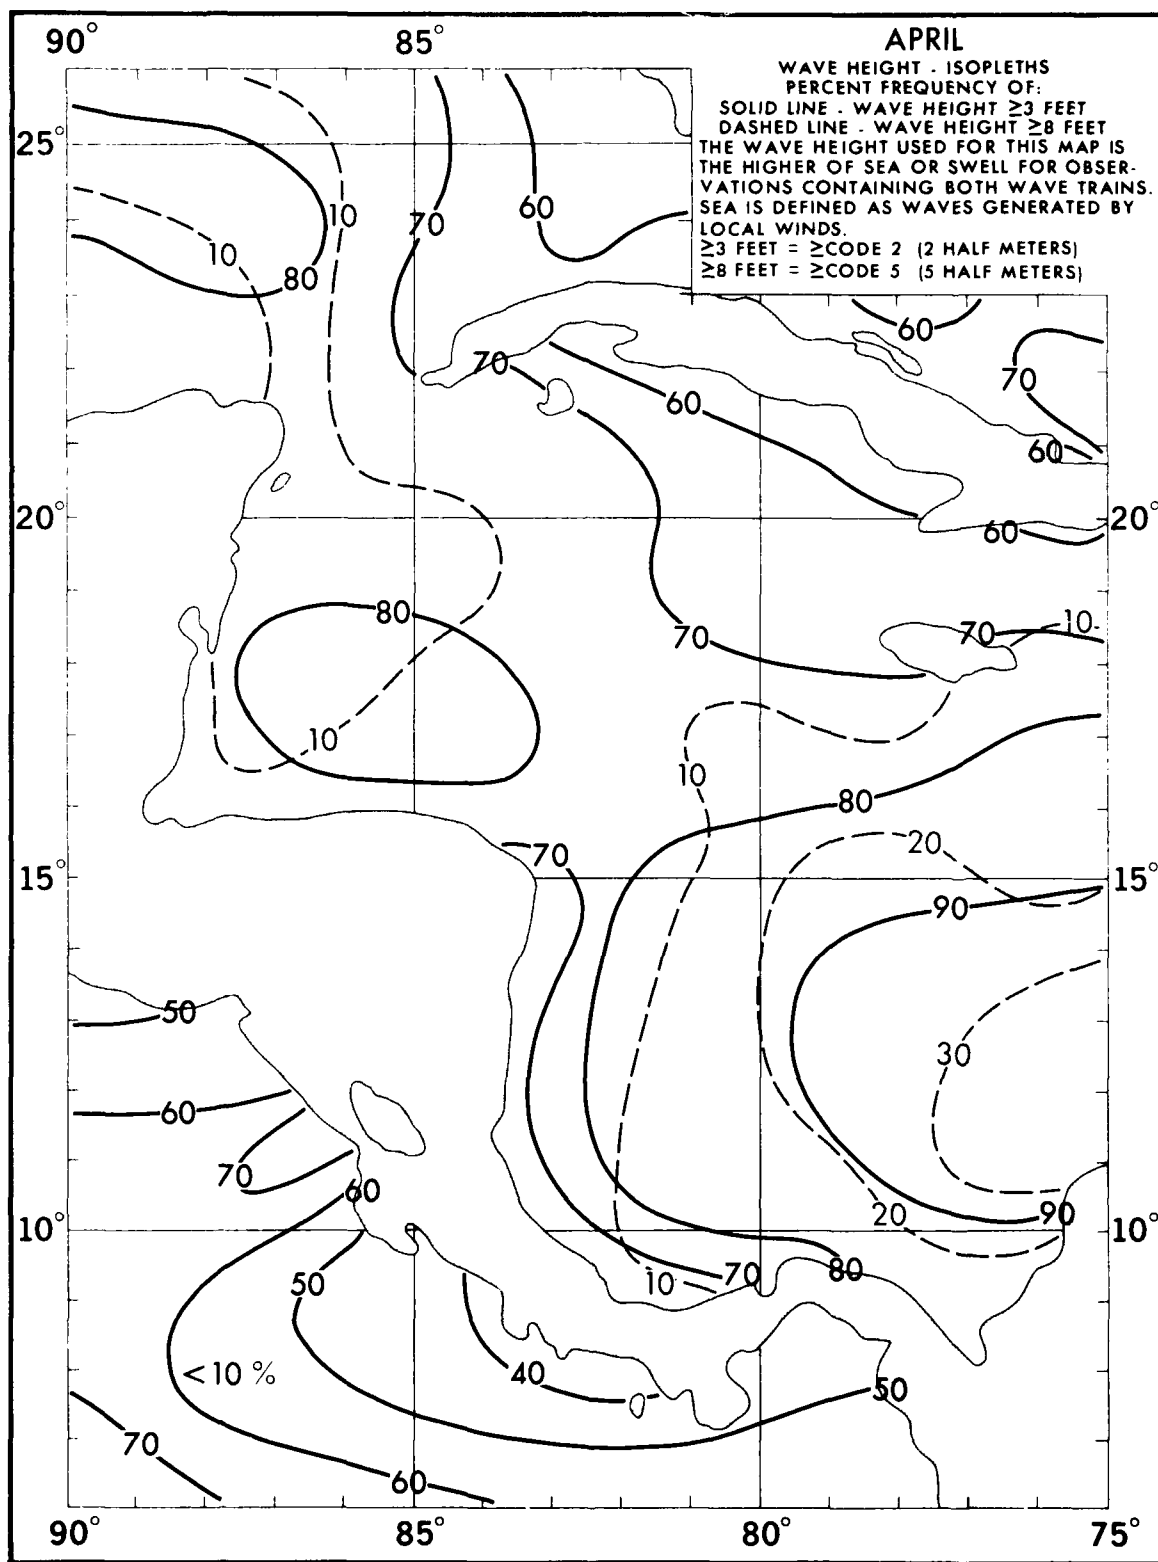 90° 85°
APRIL
WAVE HEIGHT - ISOPLETHS
PERCENT FREQUENCY OF:
SOLID LINE - WAVE HEIGHT ≥3 FEET
DASHED LINE - WAVE HEIGHT ≥8 FEET
THE WAVE HEIGHT USED FOR THIS MAP IS
THE HIGHER OF SEA OR SWELL FOR OBSER-
VATIONS CONTAINING BOTH WAVE TRAINS.
SEA IS DEFINED AS WAVES GENERATED BY
LOCAL WINDS.
≥3 FEET = ≥CODE 2 (2 HALF METERS)
≥8 FEET = ≥CODE 5 (5 HALF METERS)
25°
10 70 60
10
80
60
70 70
60
60
20° 60 20°
80 70 70 10
10
10 80
20
15° 70 15°
90
50
30
60
70 60
10° 20 90 10°
50 10 70 80
<10 % 40 50
70
60
90° 85° 80° 75°